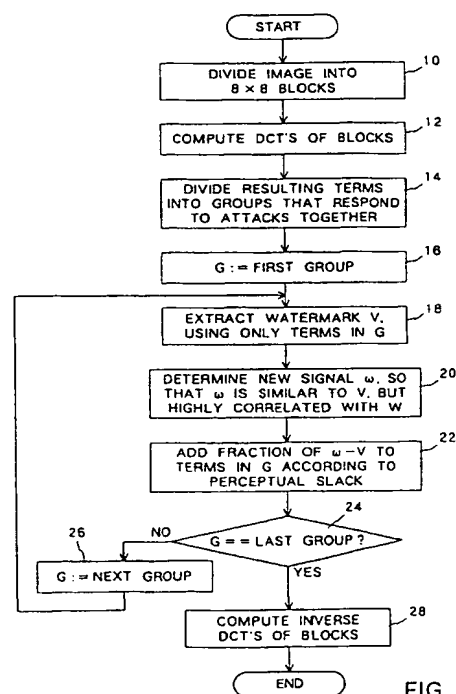 START
10
DIVIDE IMAGE INTO
8 × 8 BLOCKS
12
COMPUTE DCT'S OF BLOCKS
14
DIVIDE RESULTING TERMS
INTO GROUPS THAT RESPOND
TO ATTACKS TOGETHER
16
G := FIRST GROUP
18
EXTRACT WATERMARK V,
USING ONLY TERMS IN G
20
DETERMINE NEW SIGNAL ω, SO
THAT ω IS SIMILAR TO V, BUT
HIGHLY CORRELATED WITH W
22
ADD FRACTION OF ω-V TO
TERMS IN G ACCORDING TO
PERCEPTUAL SLACK
24
G == LAST GROUP?
NO
26
G := NEXT GROUP
YES
28
COMPUTE INVERSE
DCT'S OF BLOCKS
END
FIG